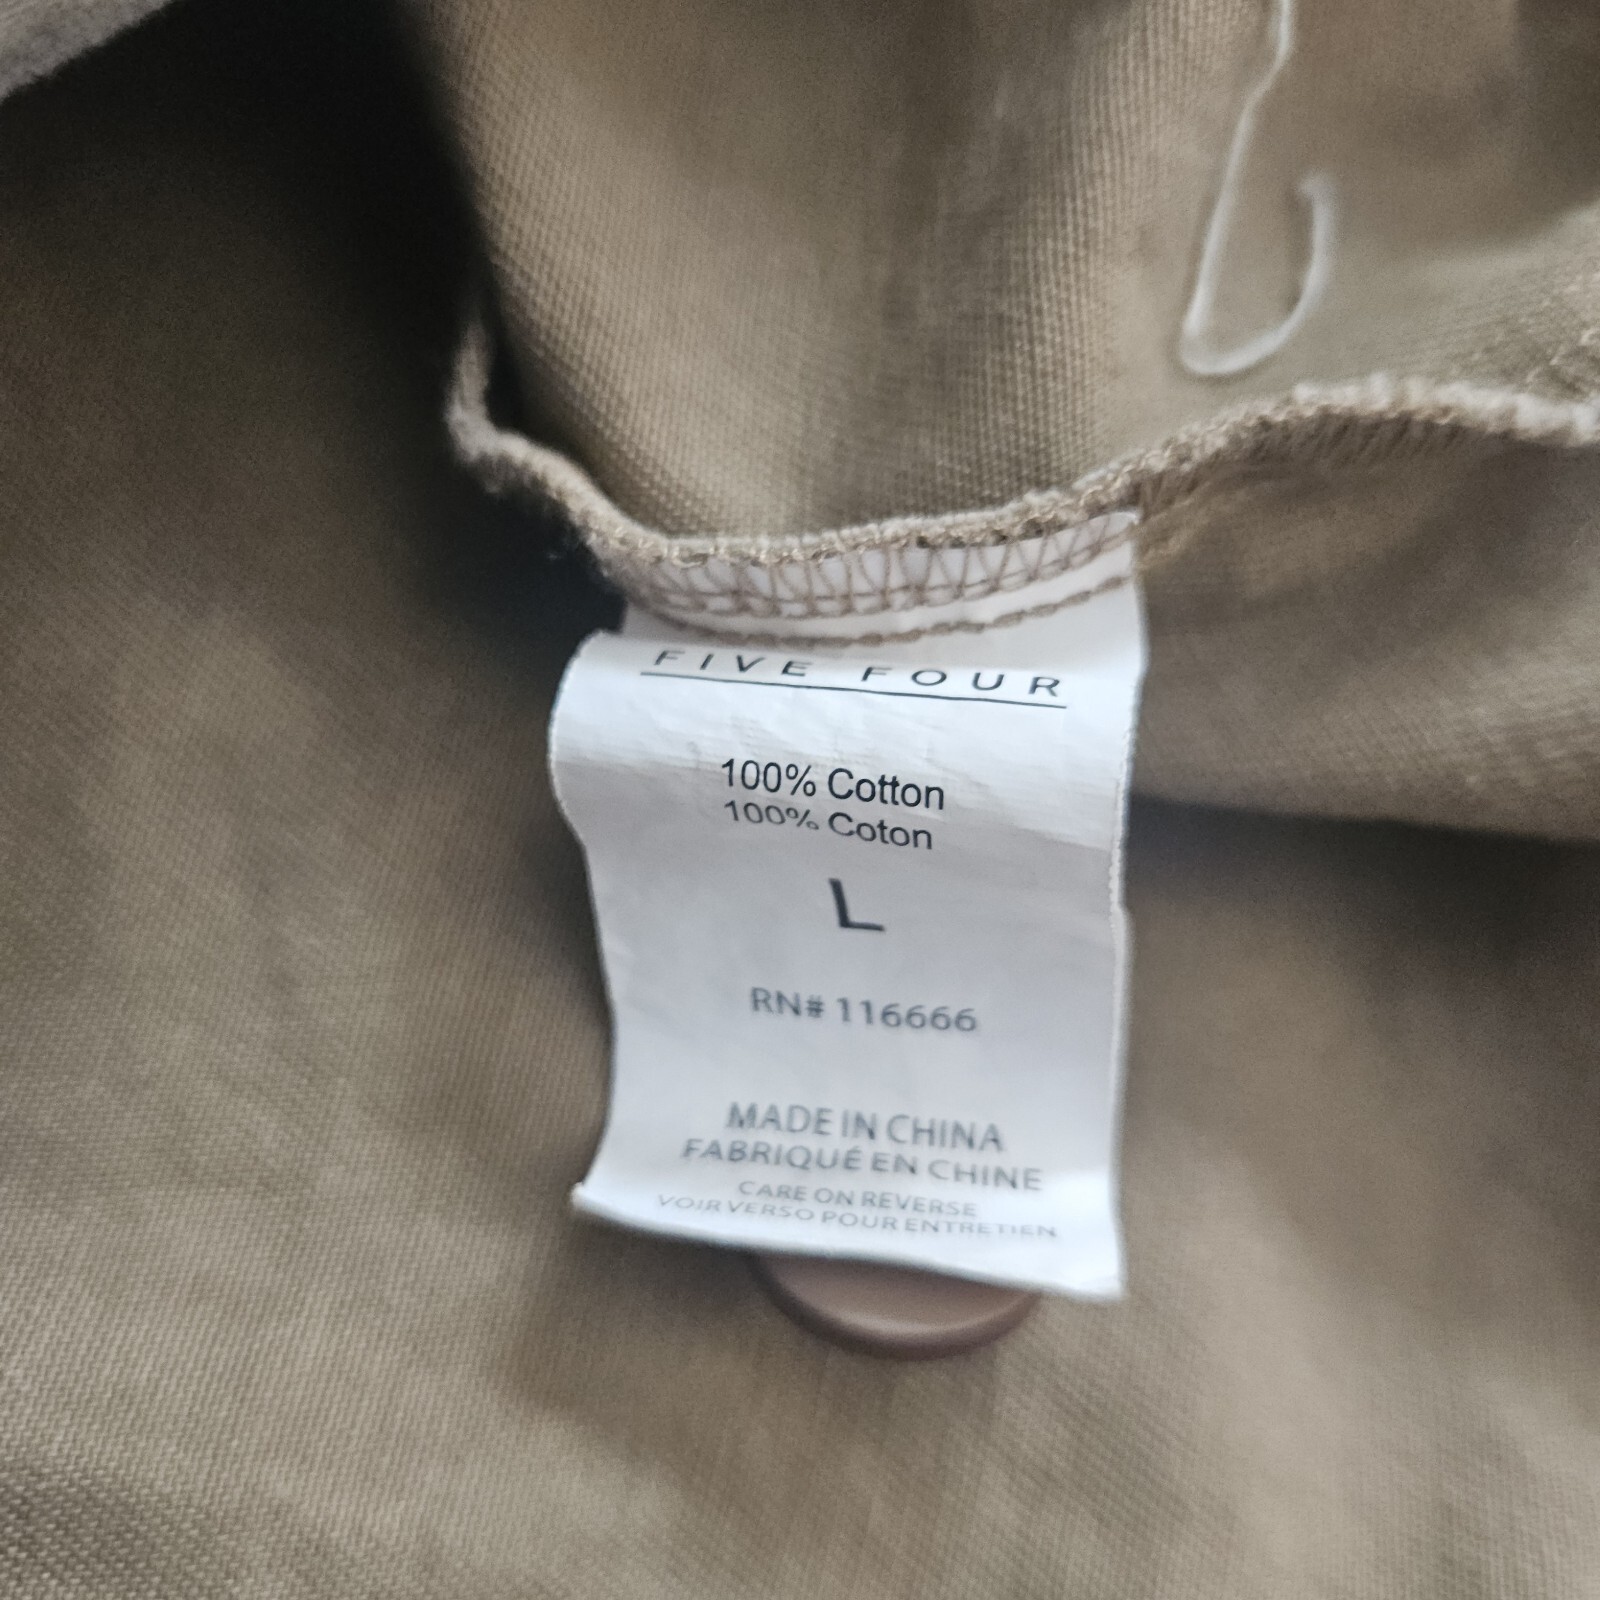 FIVE FOUR
100% Cotton
100% Coton
L
RN# 116666
MADE IN CHINA
FABRIQUÉ EN CHINE
CARE ON REVERSE
VOIR VERSO POUR ENTRETIEN